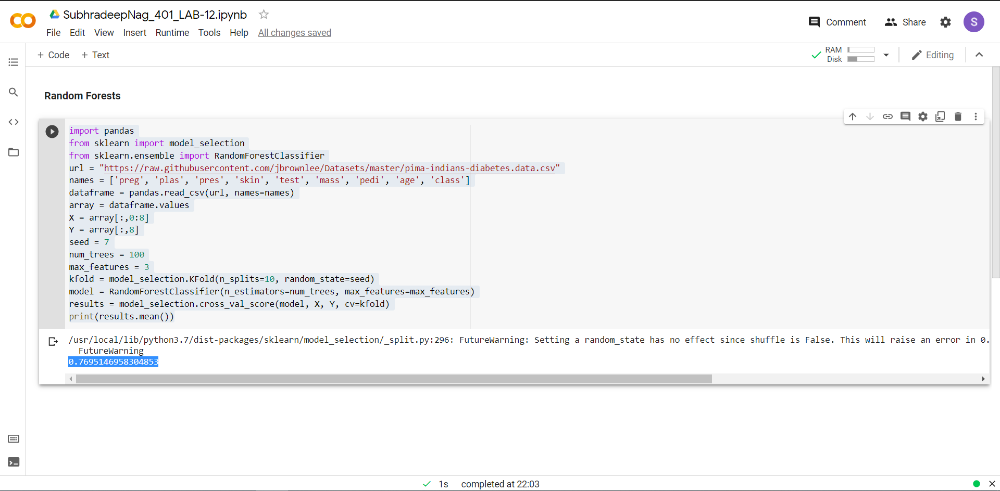 SubhradeepNag_401_LAB-12.ipynb
File Edit View Insert Runtime Tools Help All changes saved
Comment Share S
+ Code + Text
RAM
Disk
Editing
Random Forests
import pandas
from sklearn import model_selection
from sklearn.ensemble import RandomForestClassifier
url = "https://raw.githubusercontent.com/jbrownlee/Datasets/master/pima-indians-diabetes.data.csv"
names = ['preg', 'plas', 'pres', 'skin', 'test', 'mass', 'pedi', 'age', 'class']
dataframe = pandas.read_csv(url, names=names)
array = dataframe.values
X = array[:,0:8]
Y = array[:,8]
seed = 7
num_trees = 100
max_features = 3
kfold = model_selection.KFold(n_splits=10, random_state=seed)
model = RandomForestClassifier(n_estimators=num_trees, max_features=max_features)
results = model_selection.cross_val_score(model, X, Y, cv=kfold)
print(results.mean())
/usr/local/lib/python3.7/dist-packages/sklearn/model_selection/_split.py:296: FutureWarning: Setting a random_state has no effect since shuffle is False. This will raise an error in 0.
FutureWarning
0.7695146958304853
1s completed at 22:03